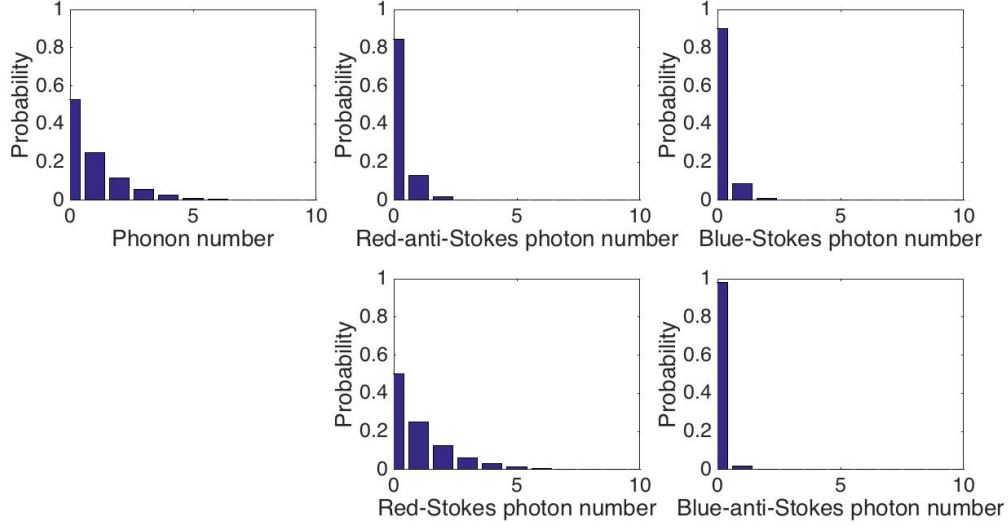 1
0.8
0.6
0.4
0.2
0
Probability
0 5 10
Phonon number
1
0.8
0.6
0.4
0.2
0
Probability
0 5 10
Red-anti-Stokes photon number
1
0.8
0.6
0.4
0.2
0
Probability
0 5 10
Blue-Stokes photon number
1
0.8
0.6
0.4
0.2
0
Probability
0 5 10
Red-Stokes photon number
1
0.8
0.6
0.4
0.2
0
Probability
0 5 10
Blue-anti-Stokes photon number